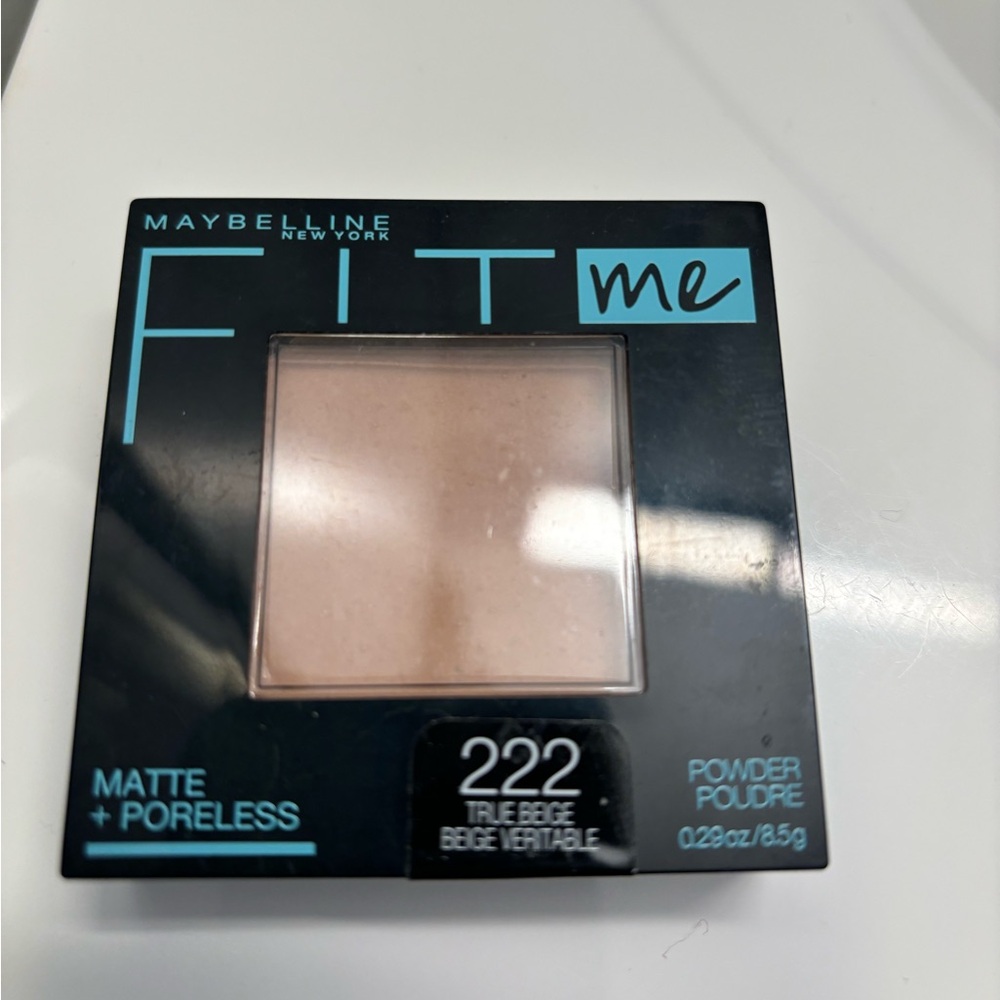 MAYBELLINE
NEW YORK
FIT me
MATTE
+ PORELESS
222
TRUE BEIGE
BEIGE VERITABLE
POWDER
POUDRE
0.29oz/8.5g